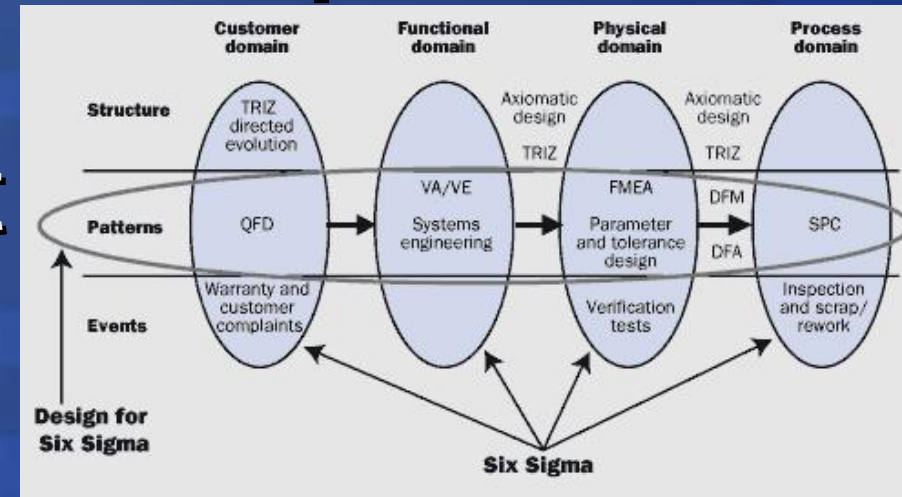 Customer
domain
Functional
domain
Physical
domain
Process
domain
Structure
TRIZ
directed
evolution
Axiomatic
design
TRIZ
Axiomatic
design
TRIZ
Patterns
QFD
VA/VE
Systems
engineering
FMEA
Parameter
and tolerance
design
DFM
DFA
SPC
Events
Warranty and
customer
complaints
Verification
tests
Inspection
and scrap/
rework
Design for
Six Sigma
Six Sigma